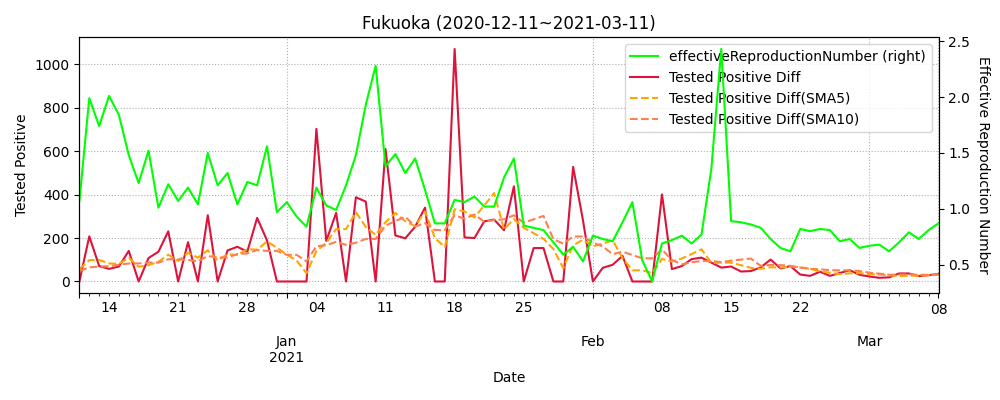 Fukuoka (2020-12-11~2021-03-11)
effectiveReproductionNumber (right)
Tested Positive Diff
Tested Positive Diff(SMA5)
Tested Positive Diff(SMA10)
Tested Positive
1000
800
600
400
200
0
2.5
2.0
1.5
1.0
0.5
Effective Reproduction Number
14 21 28 04 11 18 25 08 15 22 08
Jan Feb Mar
2021
Date